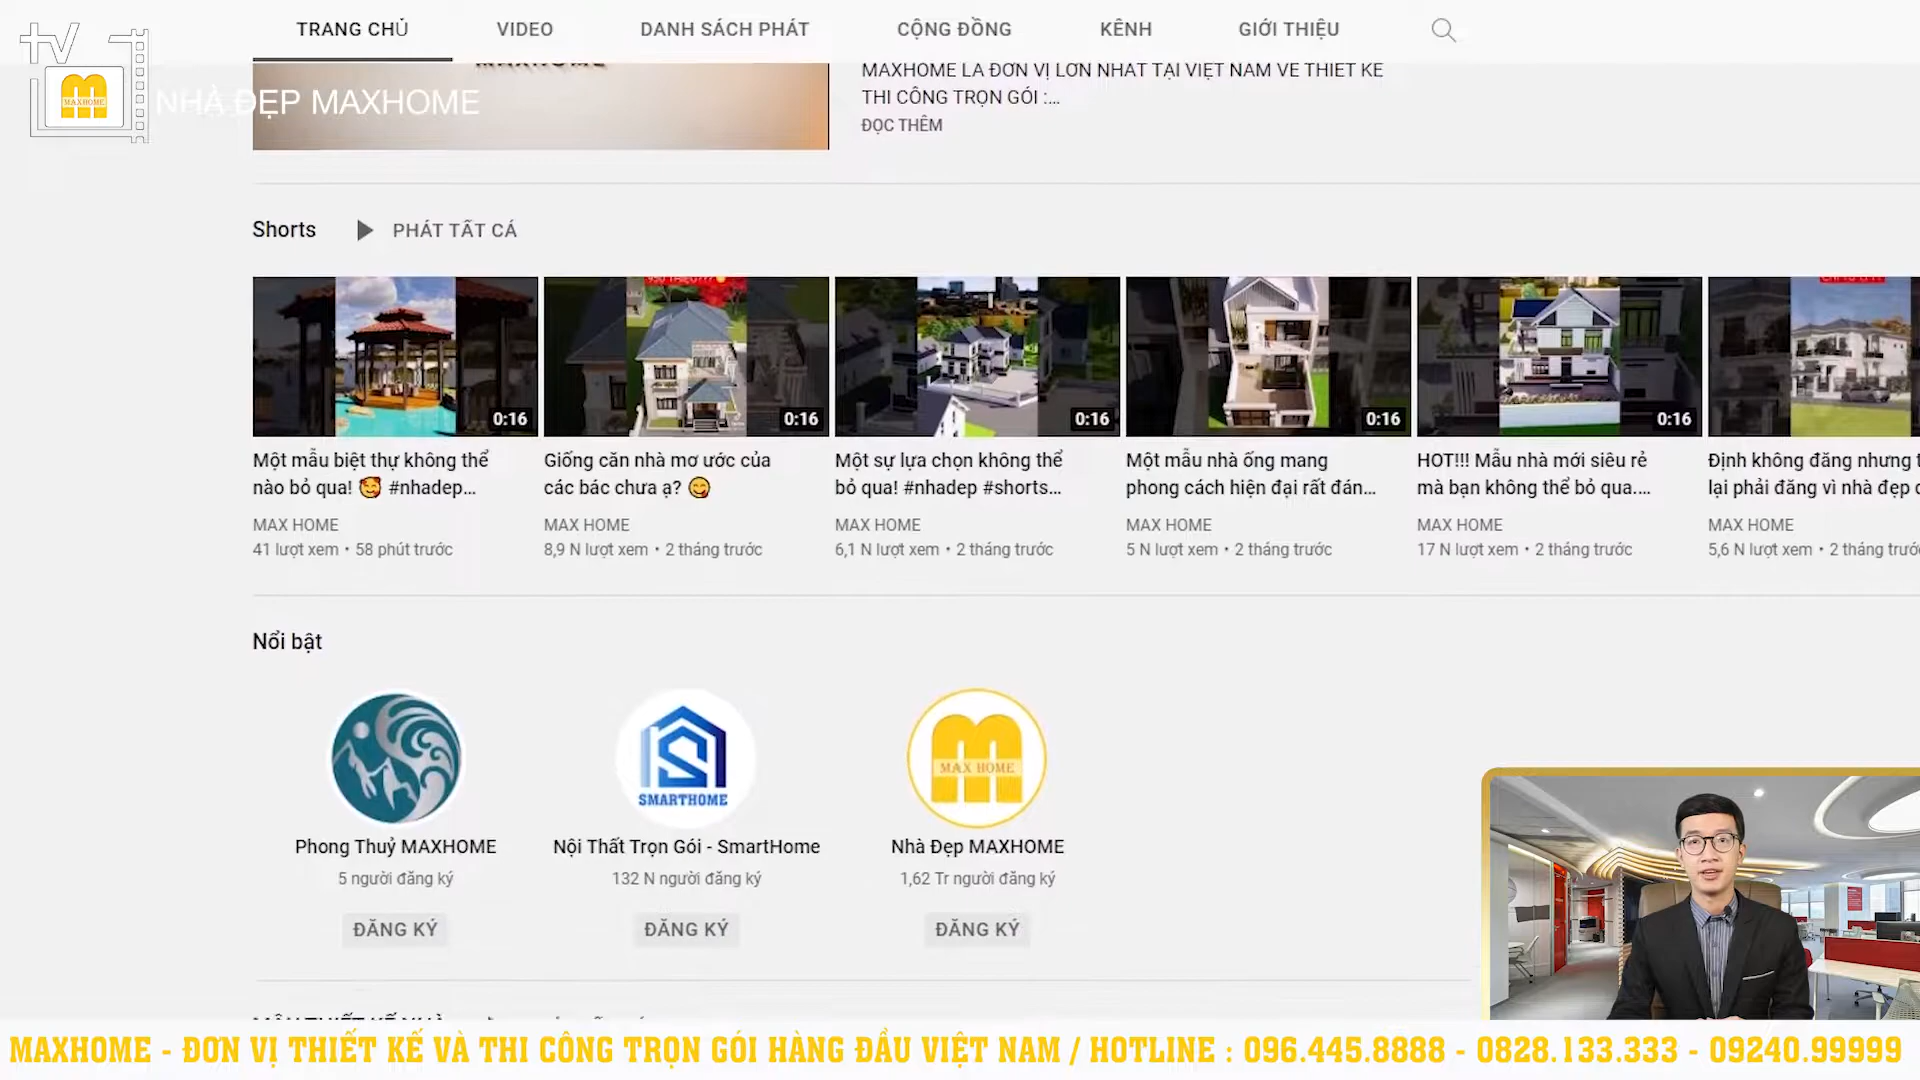 TRANG CHỦ VIDEO DANH SÁCH PHÁT CỘNG ĐỒNG KÊNH GIỚI THIỆU
tv
MAXHOME
NHÀ ĐẸP MAXHOME
MAXHOME LÀ ĐƠN VỊ LỚN NHẤT TẠI VIỆT NAM VỀ THIẾT KẾ
THI CÔNG TRỌN GÓI :...
ĐỌC THÊM
Shorts PHÁT TẤT CẢ
0:16 0:16 0:16 0:16 0:16
Một mẫu biệt thự không thể
nào bỏ qua! 🥰 #nhadep...
MAX HOME
41 lượt xem • 58 phút trước
Giống căn nhà mơ ước của
các bác chưa ạ? 😋
MAX HOME
8,9 N lượt xem • 2 tháng trước
Một sự lựa chọn không thể
bỏ qua! #nhadep #shorts...
MAX HOME
6,1 N lượt xem • 2 tháng trước
Một mẫu nhà ống mang
phong cách hiện đại rất đán...
MAX HOME
5 N lượt xem • 2 tháng trước
HOT!!! Mẫu nhà mới siêu rẻ
mà bạn không thể bỏ qua....
MAX HOME
17 N lượt xem • 2 tháng trước
Định không đăng nhưng
lại phải đăng vì nhà đẹp
MAX HOME
5,6 N lượt xem • 2 tháng
Nổi bật
SMARTHOME
MAX HOME
Phong Thuỷ MAXHOME
5 người đăng ký
ĐĂNG KÝ
Nội Thất Trọn Gói - SmartHome
132 N người đăng ký
ĐĂNG KÝ
Nhà Đẹp MAXHOME
1,62 Tr người đăng ký
ĐĂNG KÝ
MAXHOME - ĐƠN VỊ THIẾT KẾ VÀ THI CÔNG TRỌN GÓI HÀNG ĐẦU VIỆT NAM / HOTLINE : 096.445.8888 - 0828.133.333 - 09240.99999